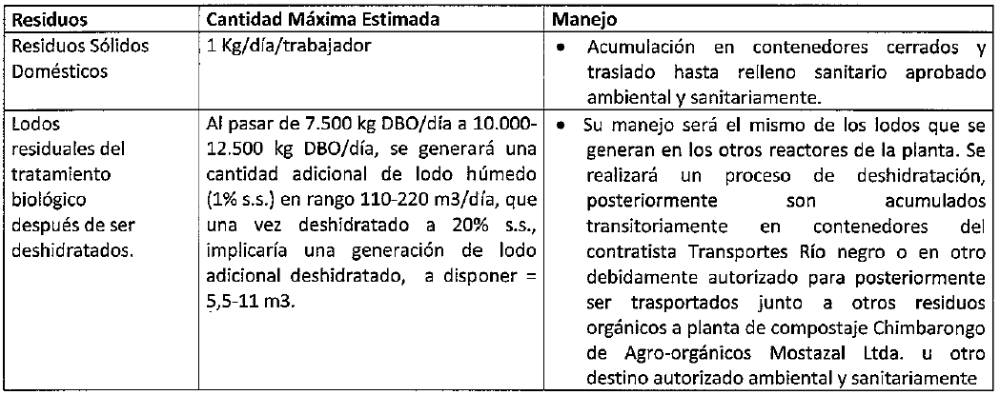 Residuos
Cantidad Máxima Estimada
Manejo
Residuos Sólidos
Domésticos
1 Kg/día/trabajador
• Acumulación en contenedores cerrados y
traslado hasta relleno sanitario aprobado
ambiental y sanitariamente.
Lodos
residuales del
tratamiento
biológico
después de ser
deshidratados.
Al pasar de 7.500 kg DBO/día a 10.000-
12.500 kg DBO/día, se generará una
cantidad adicional de lodo húmedo
(1% s.s.) en rango 110-220 m3/día, que
una vez deshidratado a 20% s.s.,
implicaría una generación de lodo
adicional deshidratado, a disponer =
5,5-11 m3.
• Su manejo será el mismo de los lodos que se
generan en los otros reactores de la planta. Se
realizará un proceso de deshidratación,
posteriormente son acumulados
transitoriamente en contenedores del
contratista Transportes Río negro o en otro
debidamente autorizado para posteriormente
ser trasportados junto a otros residuos
orgánicos a planta de compostaje Chimbarongo
de Agro-orgánicos Mostazal Ltda. u otro
destino autorizado ambiental y sanitariamente